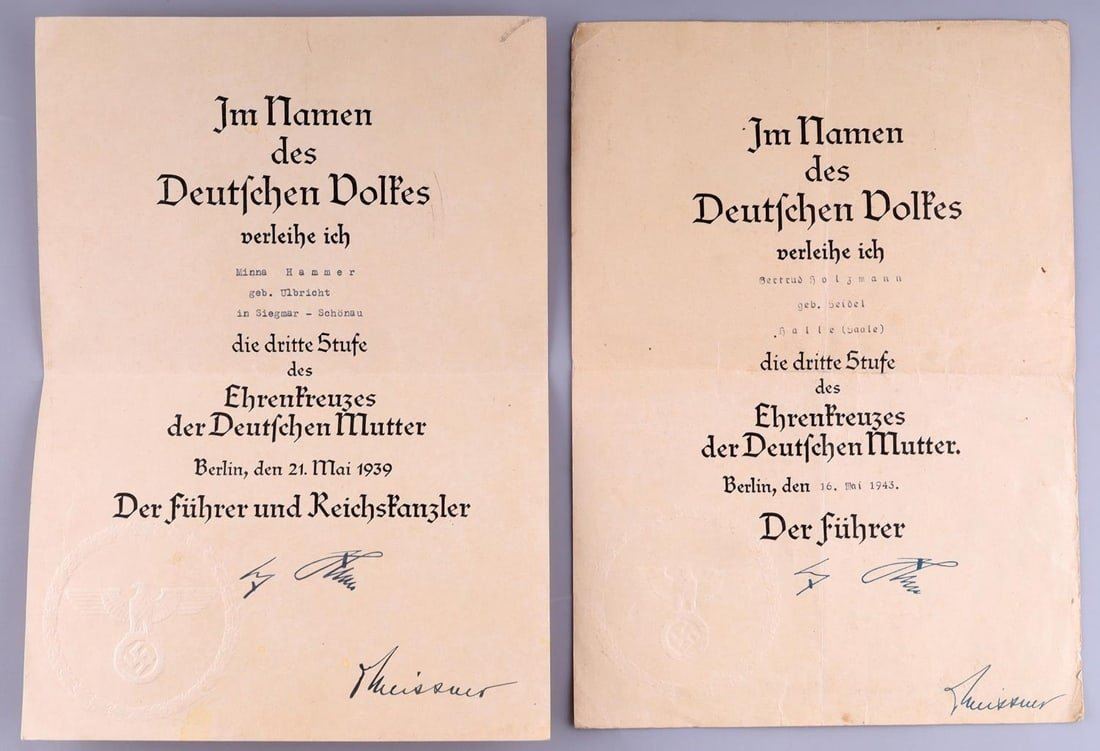 Im Namen
des
Deutſchen Volkes
verleihe ich
Minna Hammer
geb. Ulbricht
in Siegmar - Schönau
die dritte Stufe
des
Ehrenkreuzes
der Deutſchen Mutter
Berlin, den 21. Mai 1939
Der Führer und Reichskanzler
Meissner
Im Namen
des
Deutſchen Volkes
verleihe ich
Gertrud Holzmann
geb. Seidel
Halle (Saale)
die dritte Stufe
des
Ehrenkreuzes
der Deutſchen Mutter.
Berlin, den 16. Mai 1943.
Der Führer
Meissner